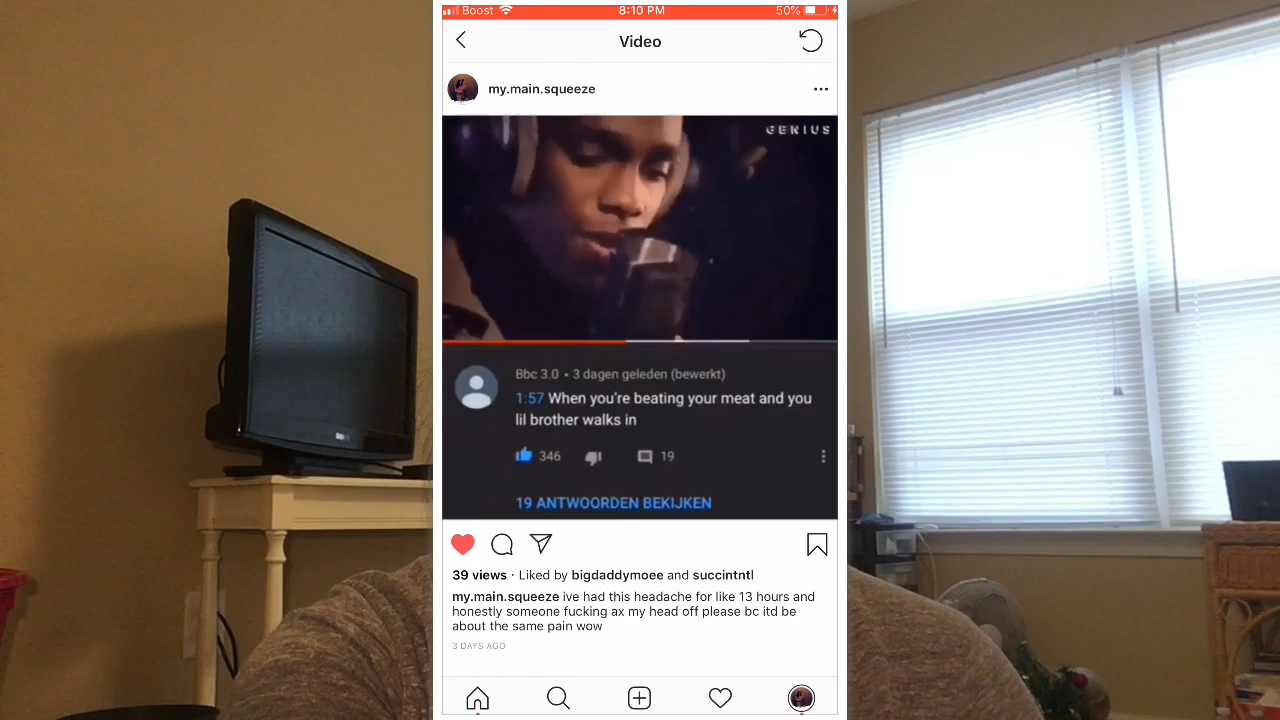 Boost 8:10 PM 50%
Video
my.main.squeeze
GENIUS
Bbc 3.0 • 3 dagen geleden (bewerkt)
1:57 When you're beating your meat and you
lil brother walks in
346 19
19 ANTWOORDEN BEKIJKEN
39 views · Liked by bigdaddymoee and succintntl
my.main.squeeze ive had this headache for like 13 hours and
honestly someone fucking ax my head off please bc itd be
about the same pain wow
3 DAYS AGO